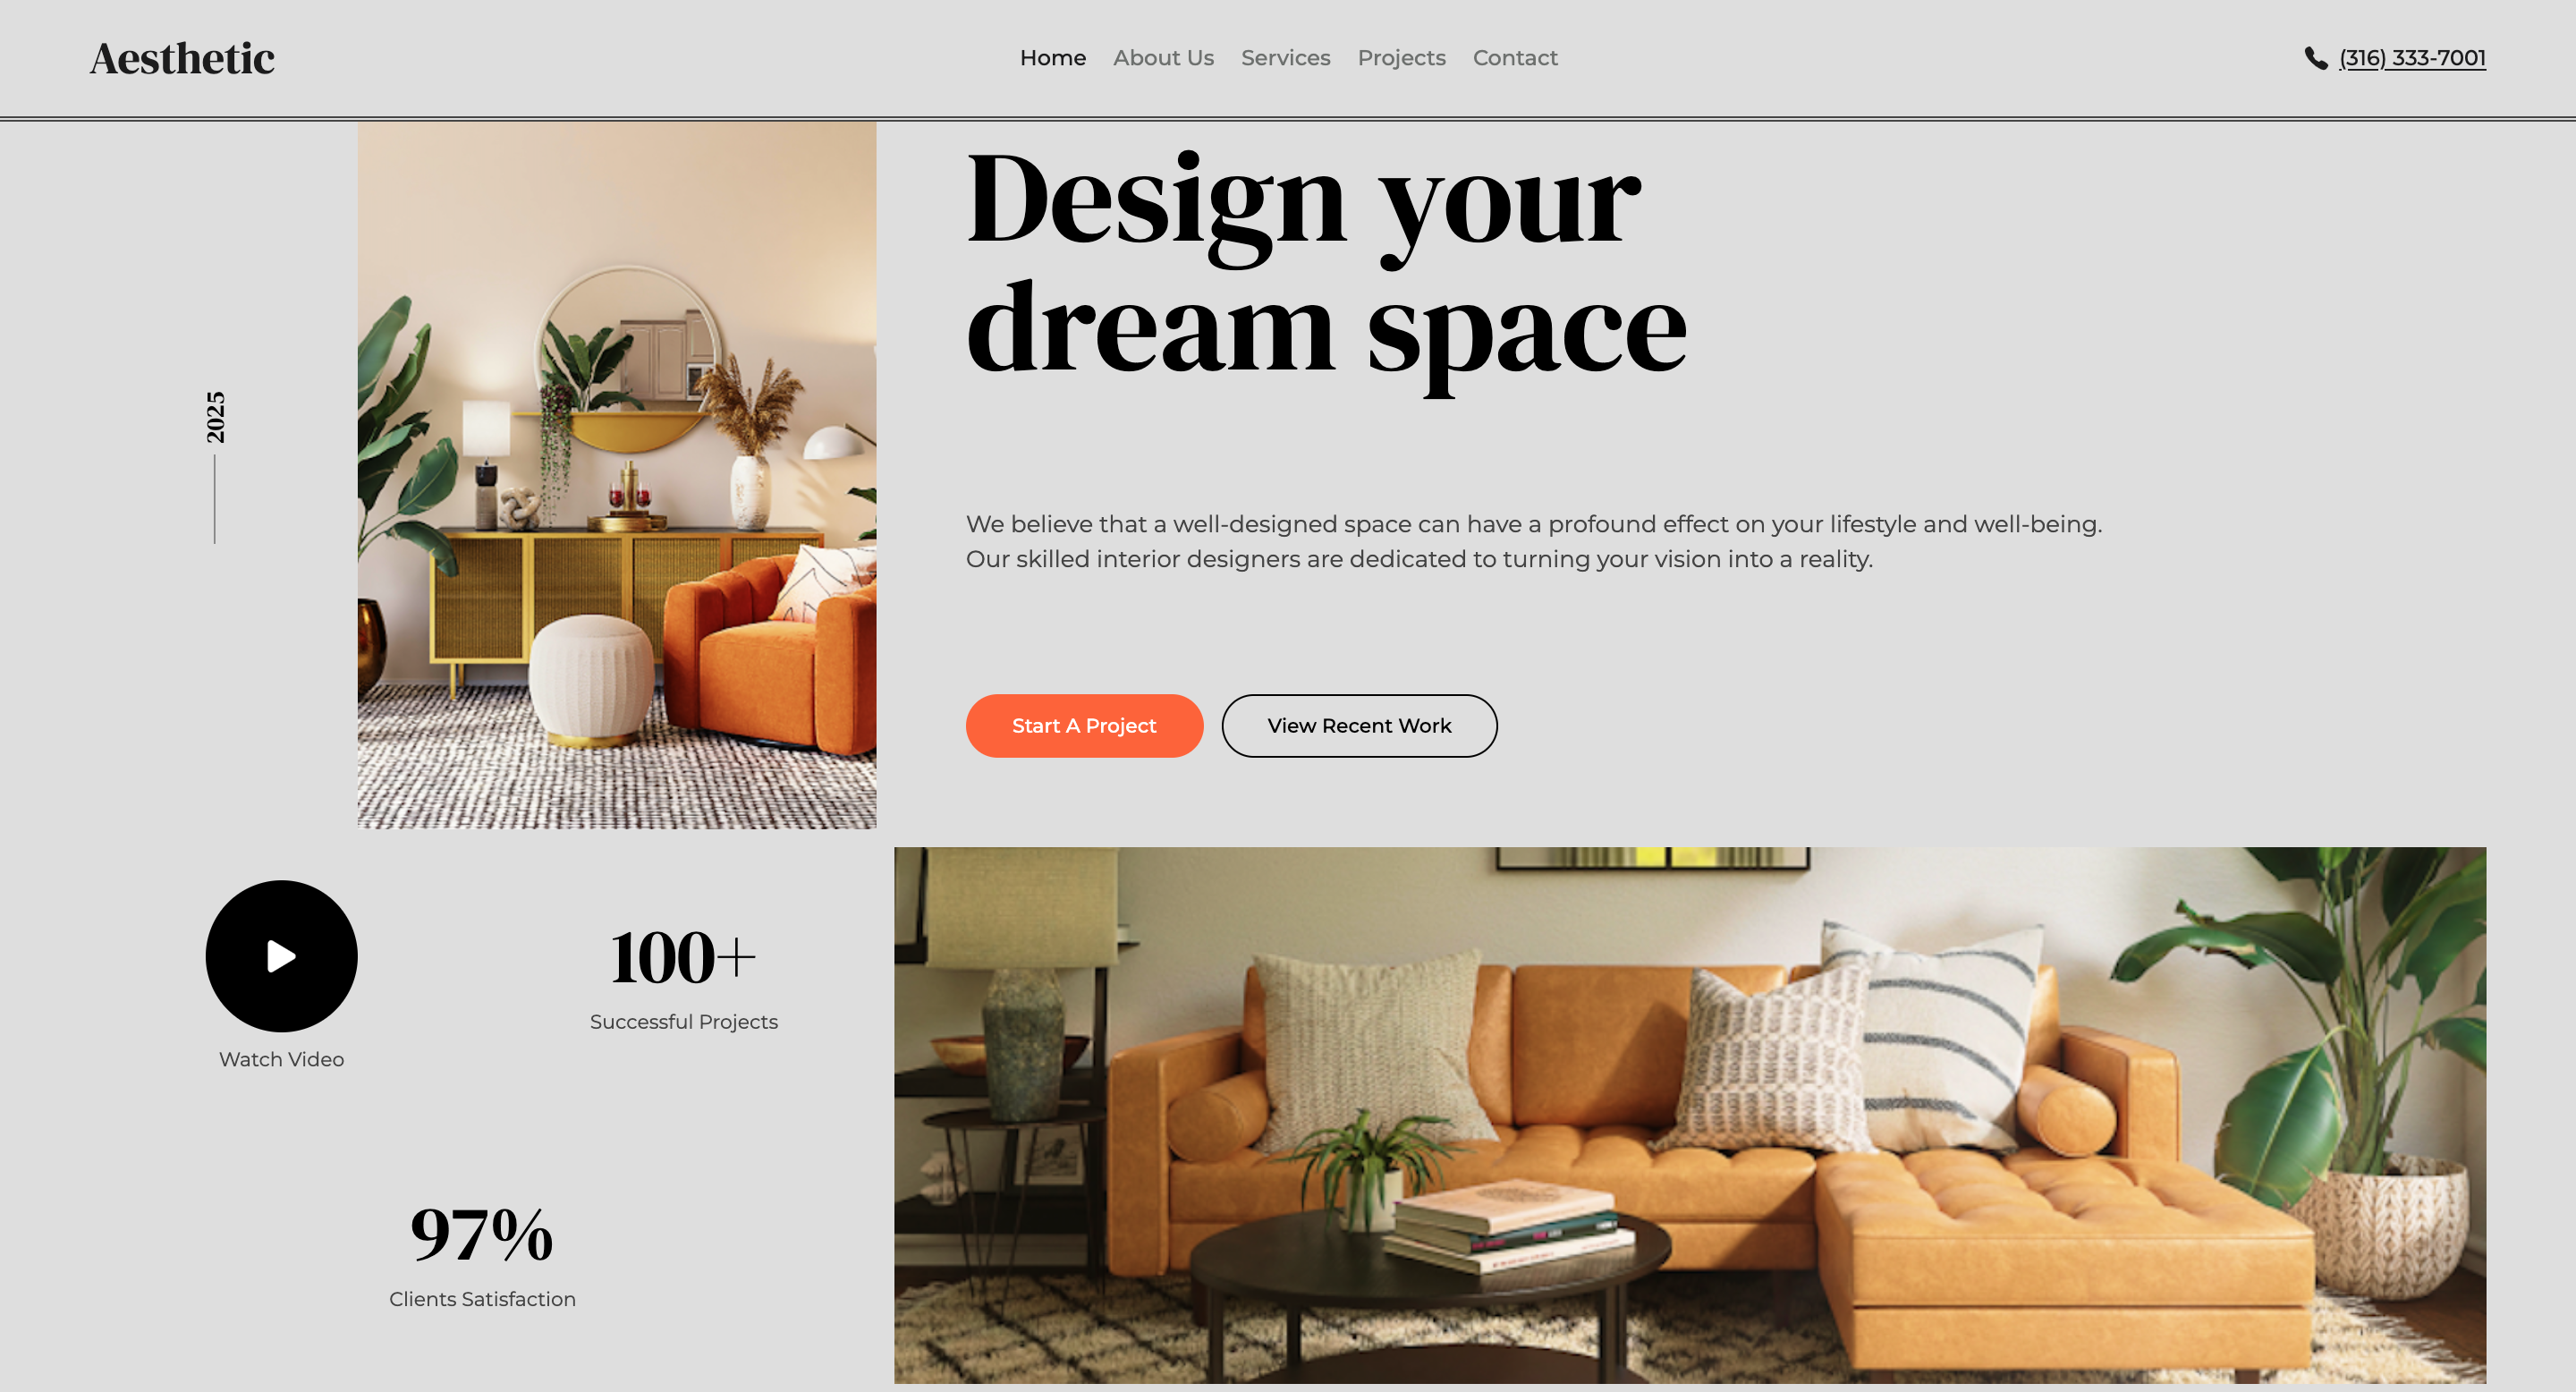 Aesthetic
Home About Us Services Projects Contact
(316) 333-7001
2025
Design your
dream space
We believe that a well-designed space can have a profound effect on your lifestyle and well-being.
Our skilled interior designers are dedicated to turning your vision into a reality.
Start A Project
View Recent Work
Watch Video
100+
Successful Projects
97%
Clients Satisfaction